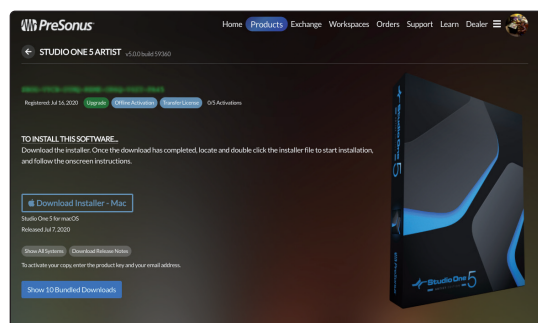 PreSonus
Home Products Exchange Workspaces Orders Support Learn Dealer
STUDIO ONE 5 ARTIST v5.0.0 build 59360
Registered: Jul 16, 2020 Upgrade Offline Activation Transfer License 0/5 Activations
TO INSTALL THIS SOFTWARE...
Download the installer. Once the download has completed, locate and double click the installer file to start installation,
and follow the onscreen instructions.
Download Installer - Mac
Studio One 5 for macOS
Released Jul 7, 2020
Show All Systems Download Release Notes
To activate your copy, enter the product key and your email address.
Show 10 Bundled Downloads
Studio One 5
Studio One 5